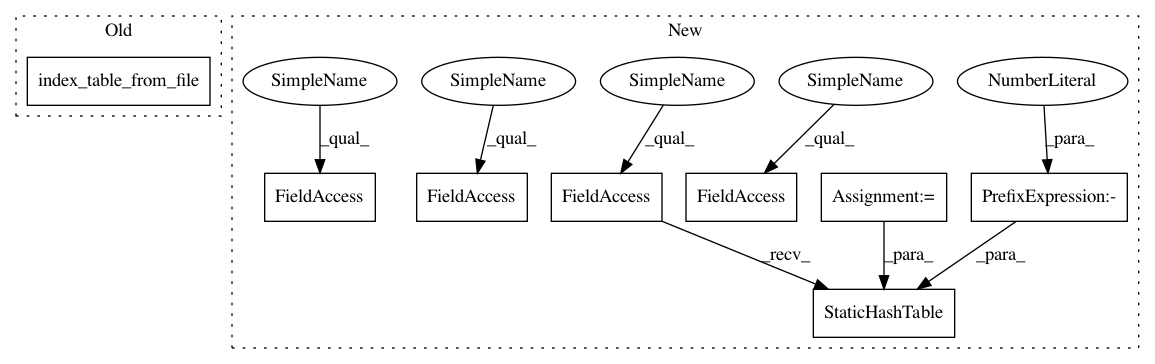 Old
New
index_table_from_file
SimpleName
SimpleName
SimpleName
SimpleName
NumberLiteral
_qual_
_qual_
_qual_
_qual_
_para_
FieldAccess
FieldAccess
FieldAccess
FieldAccess
Assignment:=
PrefixExpression:-
_recv_
_para_
_para_
StaticHashTable